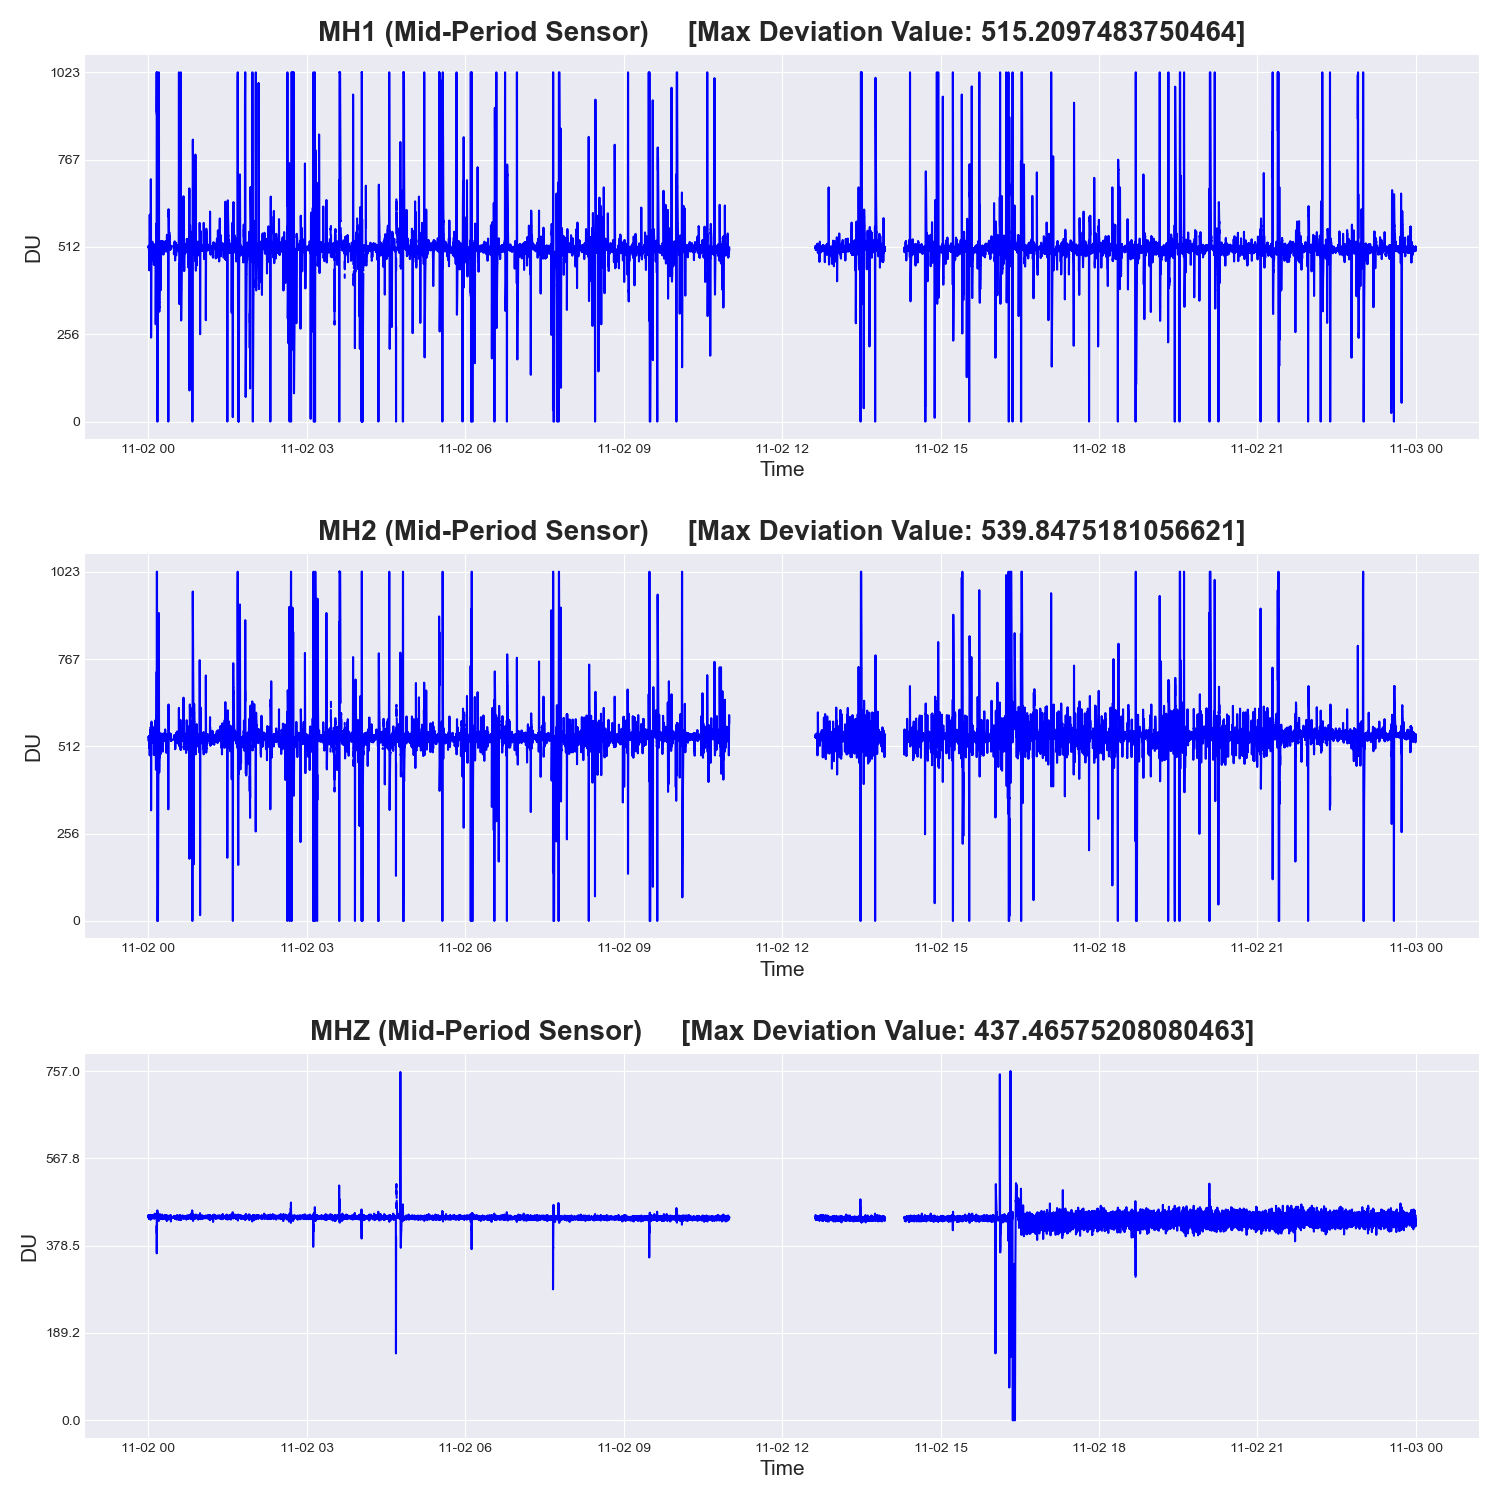 MH1 (Mid-Period Sensor) [Max Deviation Value: 515.2097483750464]
1023
767
512
256
0
DU
11-02 00 11-02 03 11-02 06 11-02 09 11-02 12 11-02 15 11-02 18 11-02 21 11-03 00
Time
MH2 (Mid-Period Sensor) [Max Deviation Value: 539.8475181056621]
1023
767
512
256
0
DU
11-02 00 11-02 03 11-02 06 11-02 09 11-02 12 11-02 15 11-02 18 11-02 21 11-03 00
Time
MHZ (Mid-Period Sensor) [Max Deviation Value: 437.46575208080463]
757.0
567.8
378.5
189.2
0.0
DU
11-02 00 11-02 03 11-02 06 11-02 09 11-02 12 11-02 15 11-02 18 11-02 21 11-03 00
Time